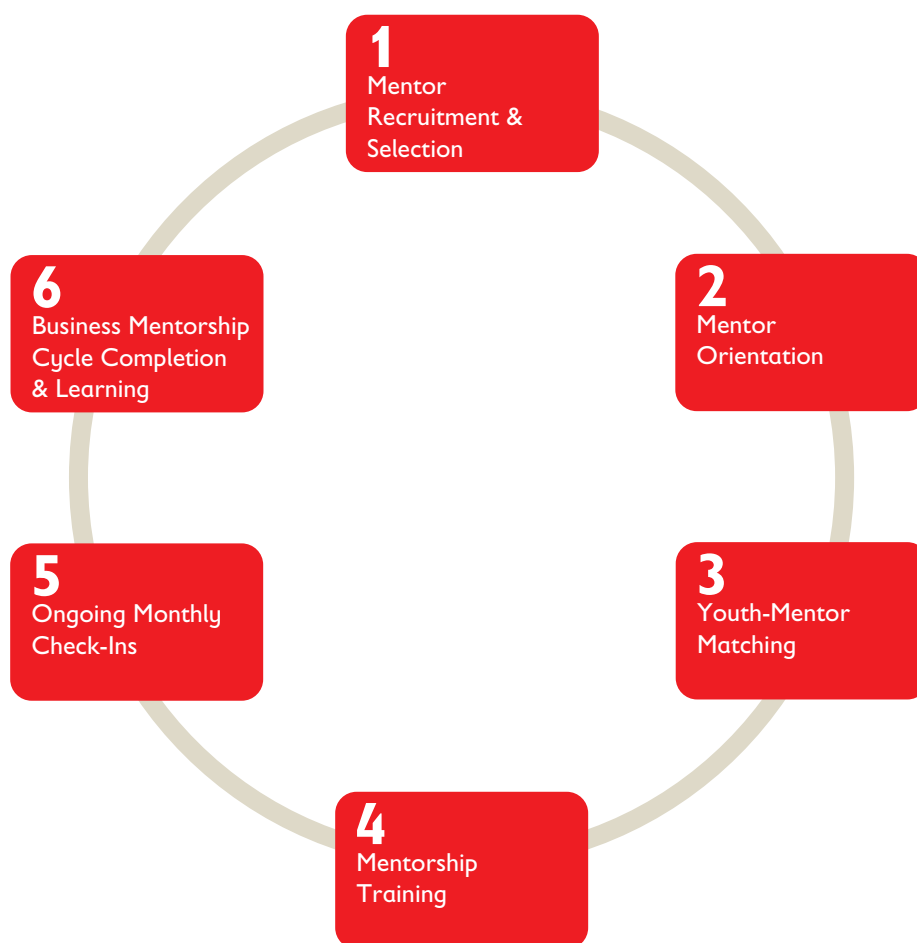 1
Mentor
Recruitment &
Selection
2
Mentor
Orientation
3
Youth-Mentor
Matching
4
Mentorship
Training
5
Ongoing Monthly
Check-Ins
6
Business Mentorship
Cycle Completion
& Learning